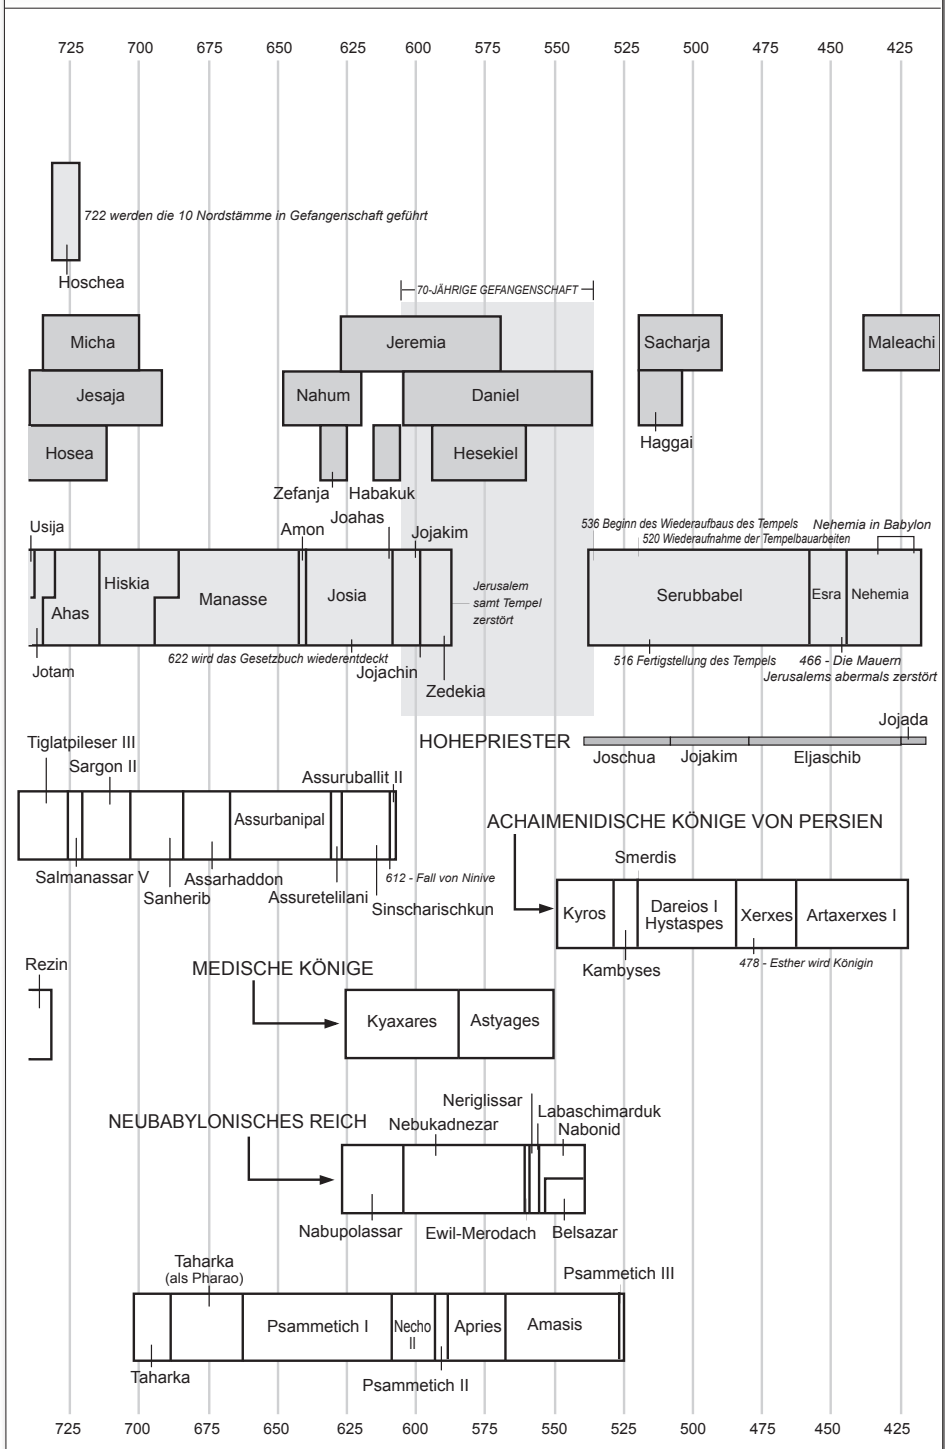 725 700 675 650 625 600 575 550 525 500 475 450 425
722 werden die 10 Nordstämme in Gefangenschaft geführt
Hoschea
70-JÄHRIGE GEFANGENSCHAFT
Micha
Jeremia
Sacharja
Maleachi
Jesaja
Nahum
Daniel
Haggai
Hosea
Hesekiel
Zefanja
Habakuk
Usija
Amon
Joahas
Jojakim
536 Beginn des Wiederaufbaus des Tempels
520 Wiederaufnahme der Tempelbauarbeiten
Nehemia in Babylon
Ahas
Hiskia
Manasse
Josia
Jerusalem
samt Tempel
zerstört
Serubbabel
Esra
Nehemia
Jotam
622 wird das Gesetzbuch wiederentdeckt
Jojachin
Zedekia
516 Fertigstellung des Tempels
466 - Die Mauern
Jerusalems abermals zerstört
HOHEPRIESTER
Joschua
Jojakim
Eljaschib
Jojada
Tiglatpileser III
Sargon II
Assuruballit II
Assurbanipal
Salmanassar V
Sanherib
Assarhaddon
Assuretelilani
612 - Fall von Ninive
Sinscharischkun
ACHAIMENIDISCHE KÖNIGE VON PERSIEN
Smerdis
Kyros
Dareios I
Hystaspes
Xerxes
Artaxerxes I
Kambyses
478 - Esther wird Königin
Rezin
MEDISCHE KÖNIGE
Kyaxares
Astyages
NEUBABYLONISCHES REICH
Neriglissar
Nebukadnezar
Labaschimarduk
Nabonid
Nabupolassar
Ewil-Merodach
Belsazar
Taharka
(als Pharao)
Psammetich III
Psammetich I
Necho
II
Apries
Amasis
Taharka
Psammetich II
725 700 675 650 625 600 575 550 525 500 475 450 425